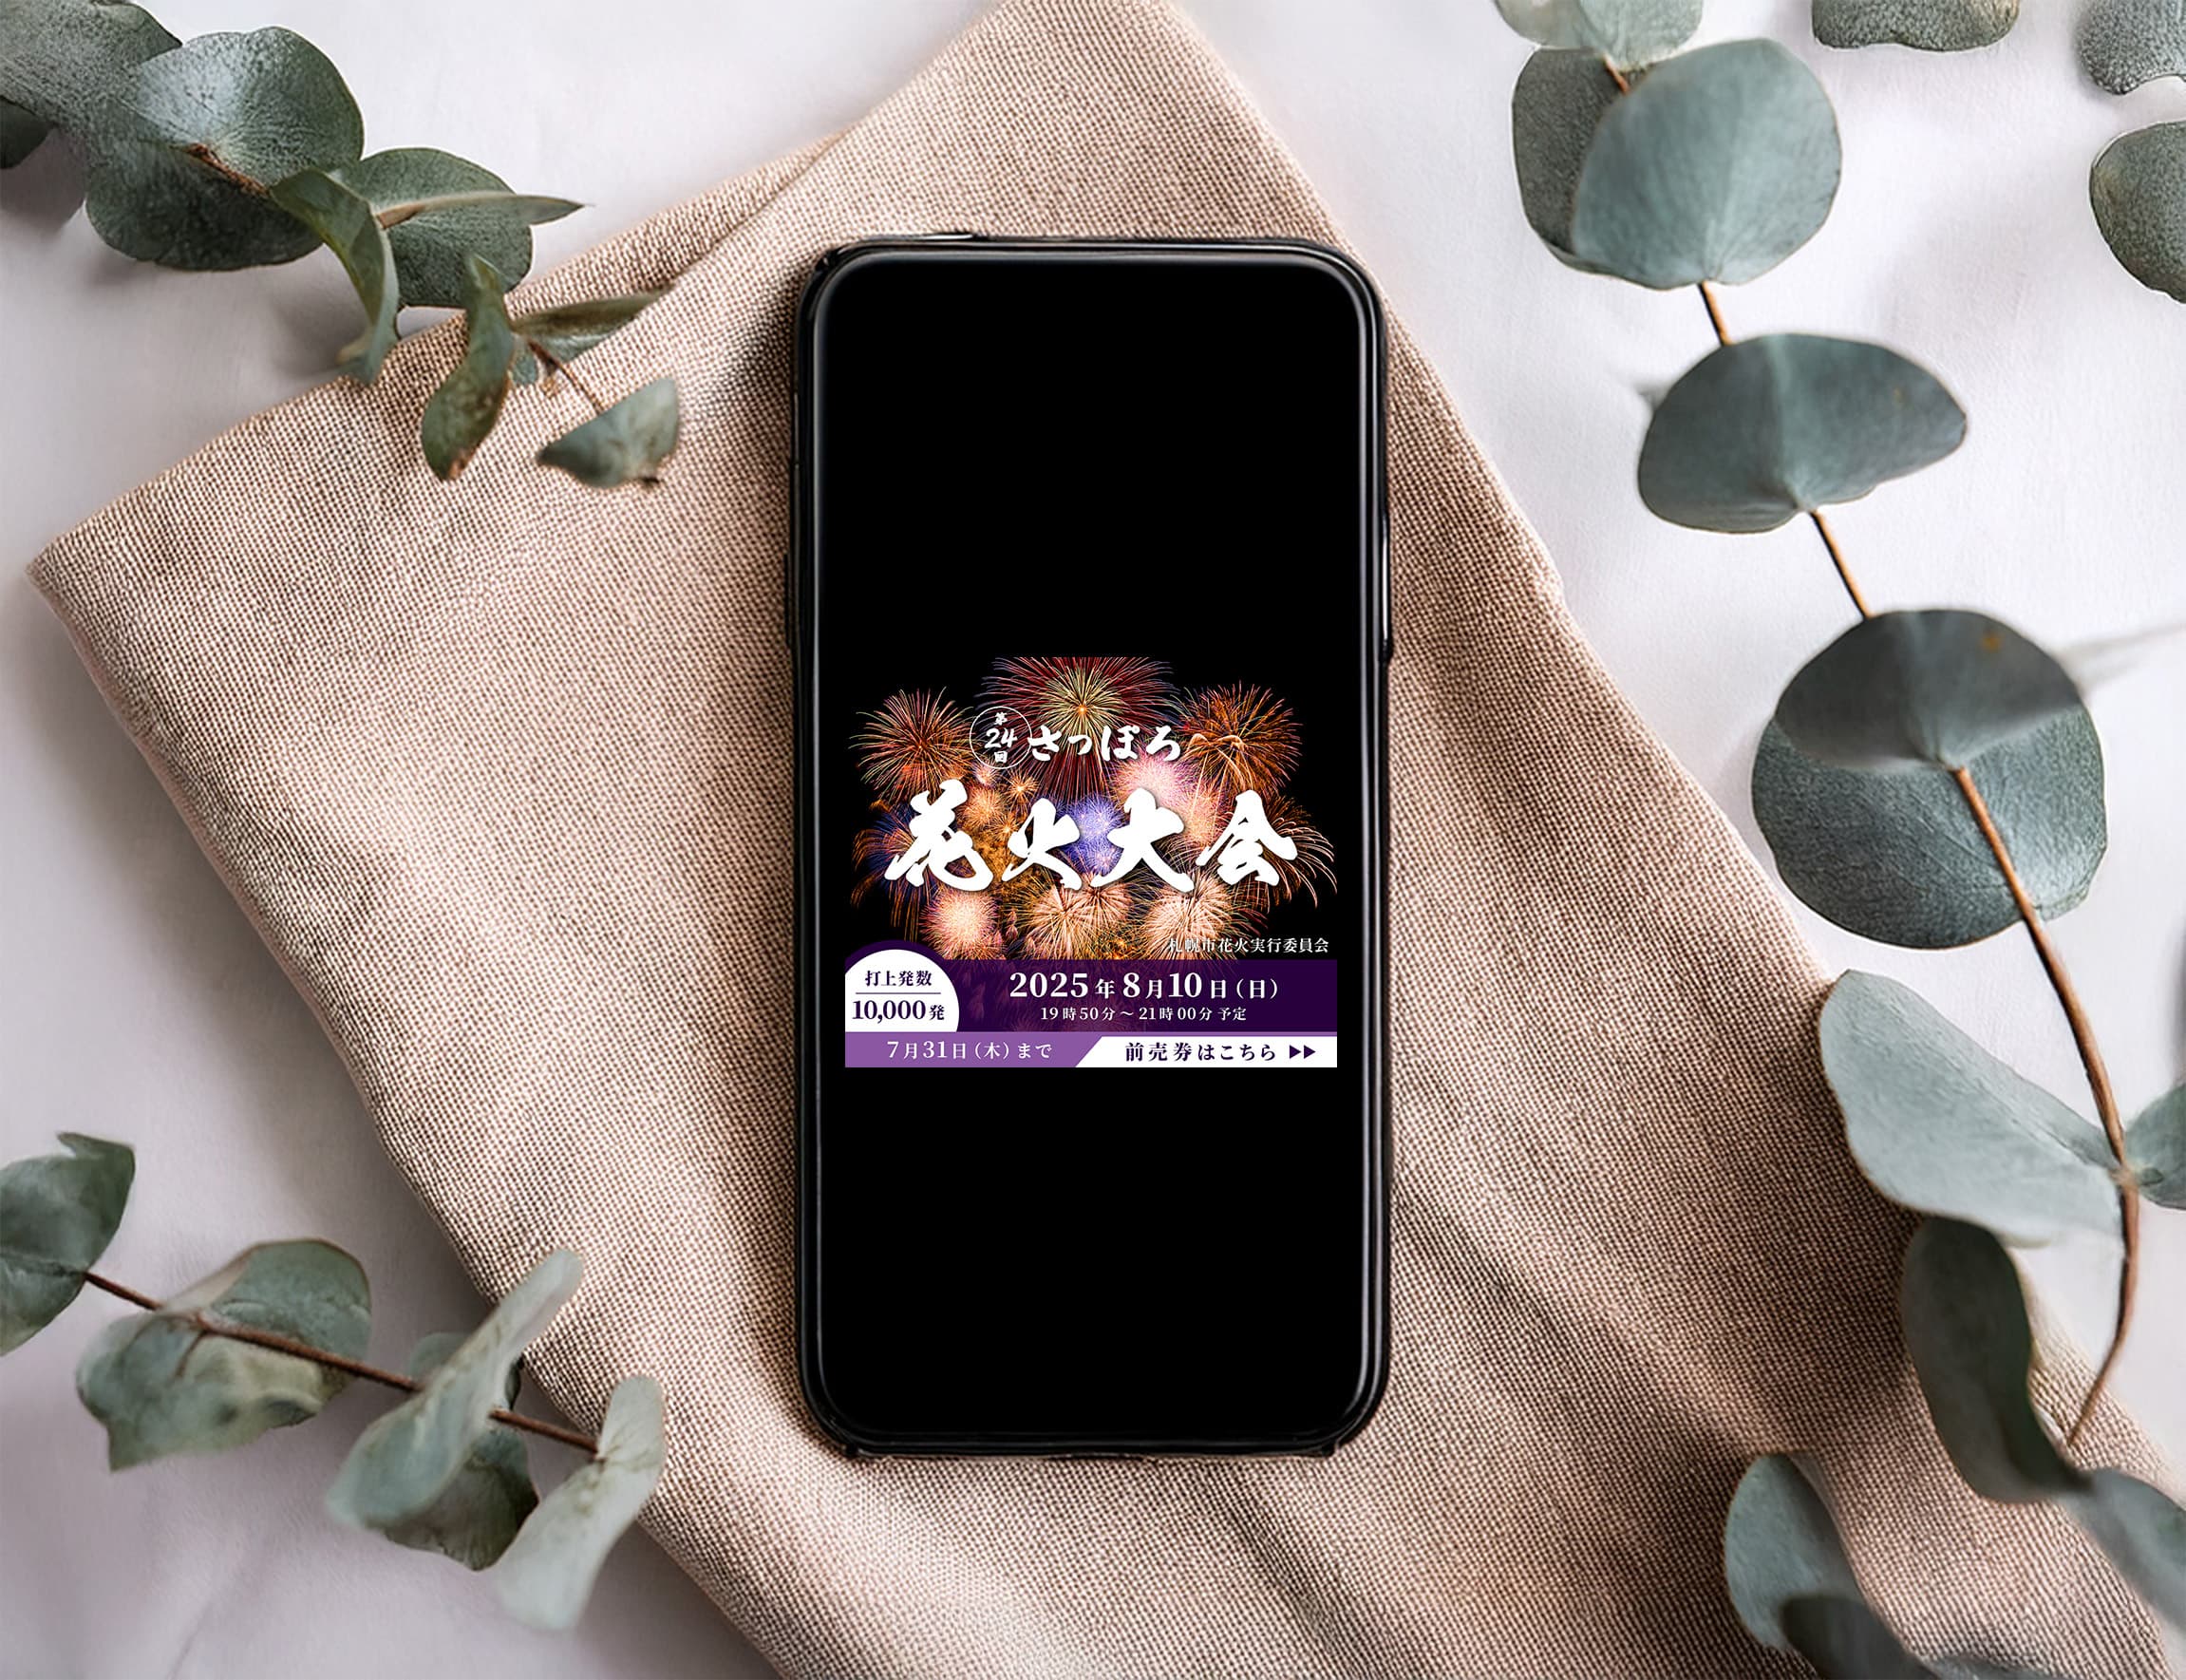 第24回 さっぽろ
花火大会
札幌市花火実行委員会
打上発数
10,000発
2025年8月10日(日)
19時50分～21時00分 予定
7月31日(木)まで
前売券はこちら ▶▶